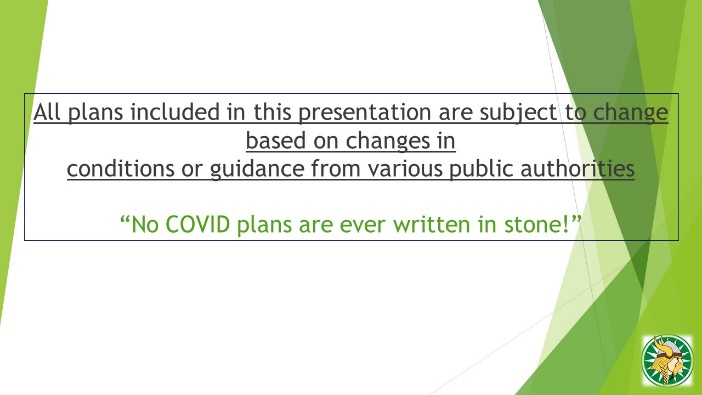 All plans included in this presentation are subject to change
based on changes in
conditions or guidance from various public authorities
“No COVID plans are ever written in stone!”